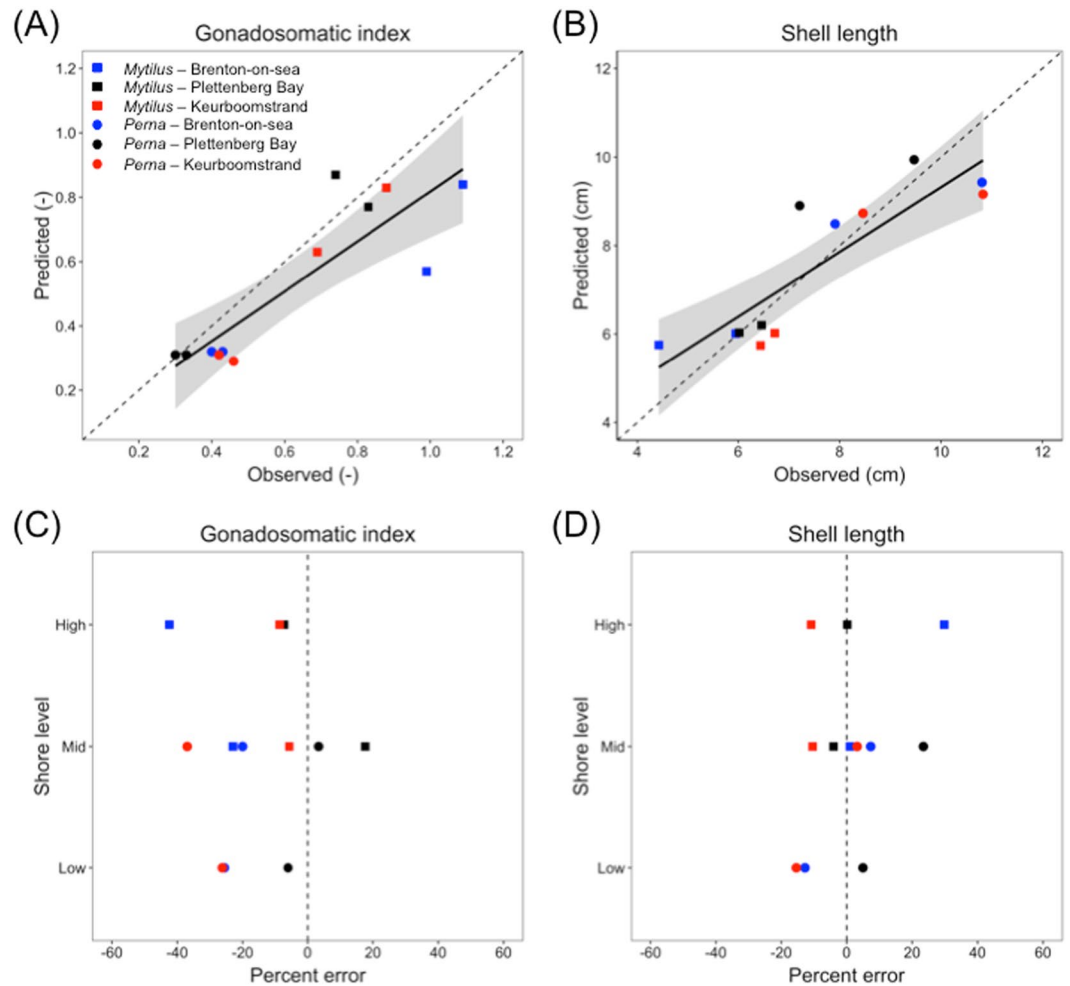 (A)
Gonadosomatic index
1.2
1.0
0.8
0.6
0.4
0.2
Predicted (-)
Mytilus – Brenton-on-sea
Mytilus – Plettenberg Bay
Mytilus – Keurboomstrand
Perna – Brenton-on-sea
Perna – Plettenberg Bay
Perna – Keurboomstrand
0.2 0.4 0.6 0.8 1.0 1.2
Observed (-)
(B)
Shell length
12
10
8
6
4
Predicted (cm)
4 6 8 10 12
Observed (cm)
(C)
Gonadosomatic index
High
Mid
Low
Shore level
-60 -40 -20 0 20 40 60
Percent error
(D)
Shell length
High
Mid
Low
Shore level
-60 -40 -20 0 20 40 60
Percent error